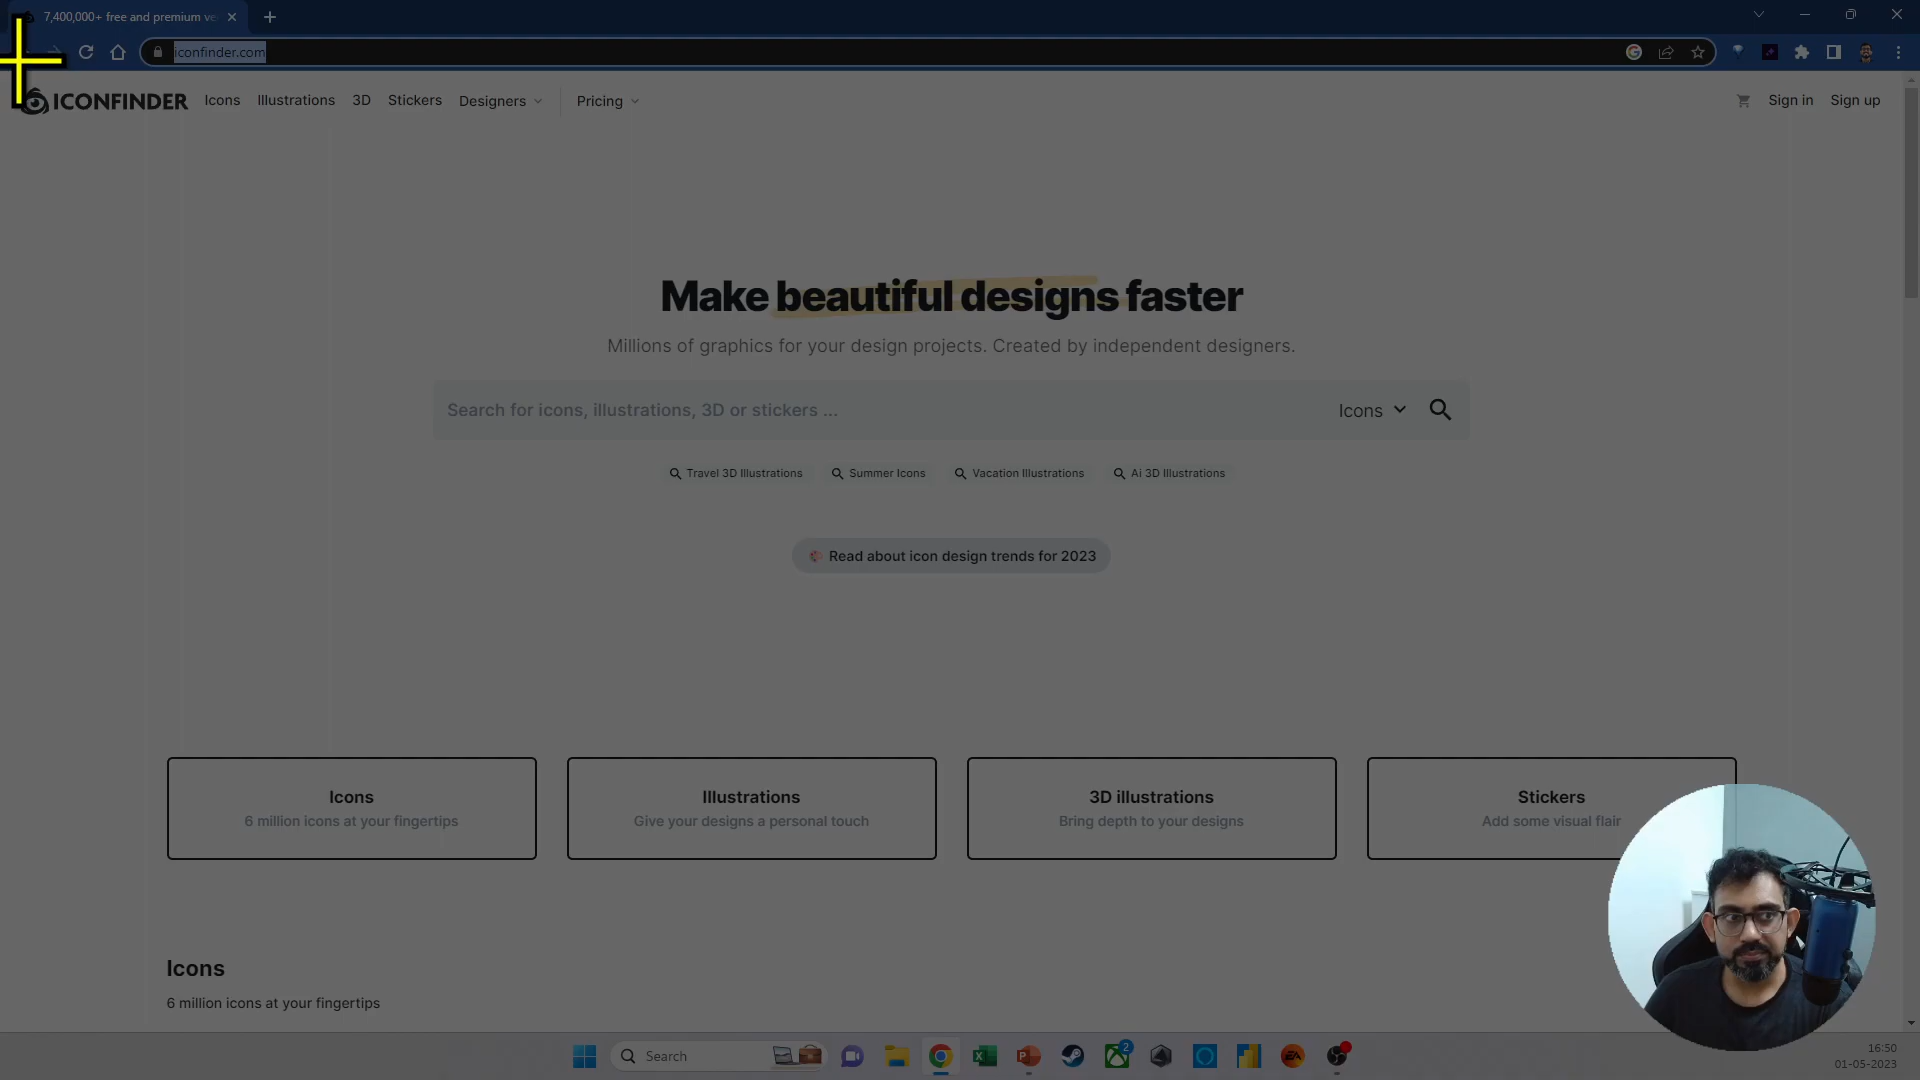 7,400,000+ free and premium ve
iconfinder.com
ICONFINDER
Icons
Illustrations
3D
Stickers
Designers
Pricing
Sign in
Sign up
Make beautiful designs faster
Millions of graphics for your design projects. Created by independent designers.
Search for icons, illustrations, 3D or stickers ...
Icons
Travel 3D Illustrations
Summer Icons
Vacation Illustrations
Ai 3D Illustrations
Read about icon design trends for 2023
Icons
6 million icons at your fingertips
Illustrations
Give your designs a personal touch
3D illustrations
Bring depth to your designs
Stickers
Add some visual flair
Icons
6 million icons at your fingertips
Search
2
16:50
01-05-2023